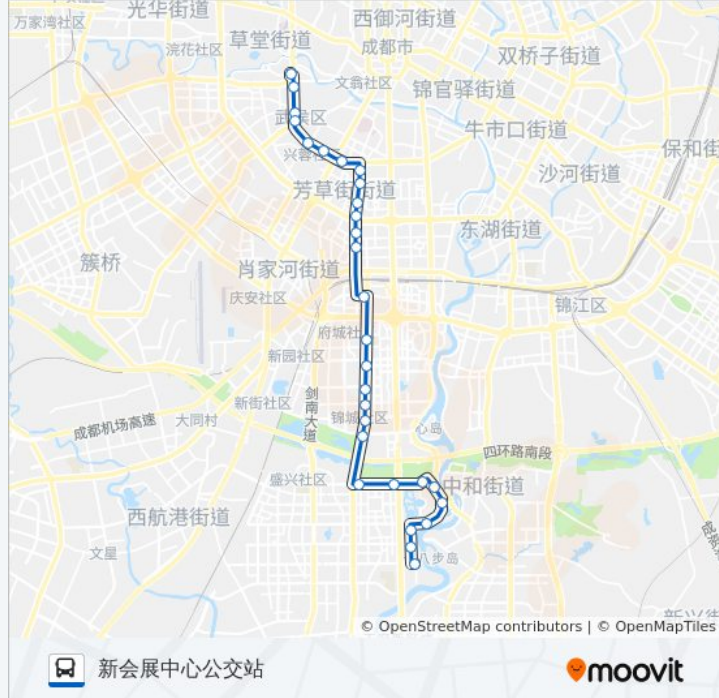 光华街道
西御河街道
万家湾社区
草堂街道
成都市
浣花社区
双桥子街道
文翁社区
锦官驿街道
武侯区
牛市口街道
兴蓉社区
保和街
沙河街道
芳草街街道
东湖街道
簇桥
肖家河街道
庆安社区
锦江区
府城社
新园社区
剑南大道
新街社区
锦城社区
大同村
成都机场高速
心岛
四环路南段
盛兴社区
中和街道
西航港街道
文星
八步岛
新兴街
© OpenStreetMap contributors | © OpenMapTiles
新会展中心公交站
moovit